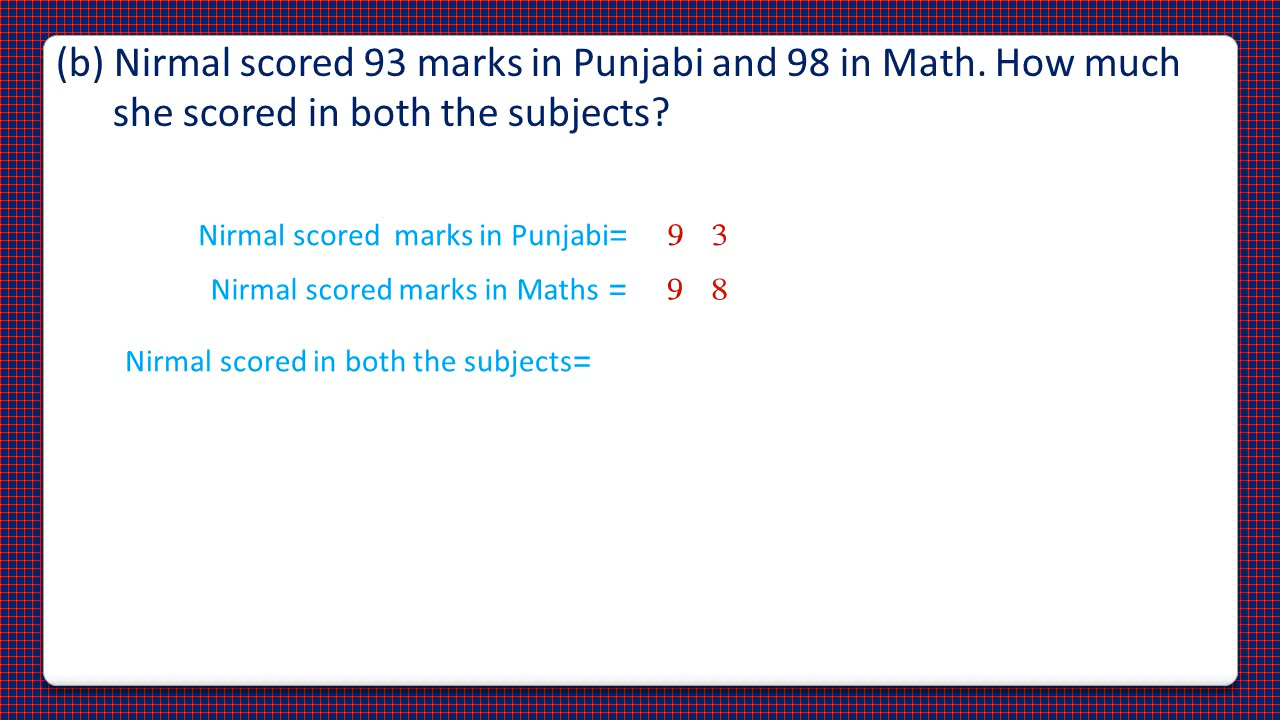 (b) Nirmal scored 93 marks in Punjabi and 98 in Math. How much
she scored in both the subjects?
Nirmal scored marks in Punjabi= 9 3
Nirmal scored marks in Maths = 9 8
Nirmal scored in both the subjects=